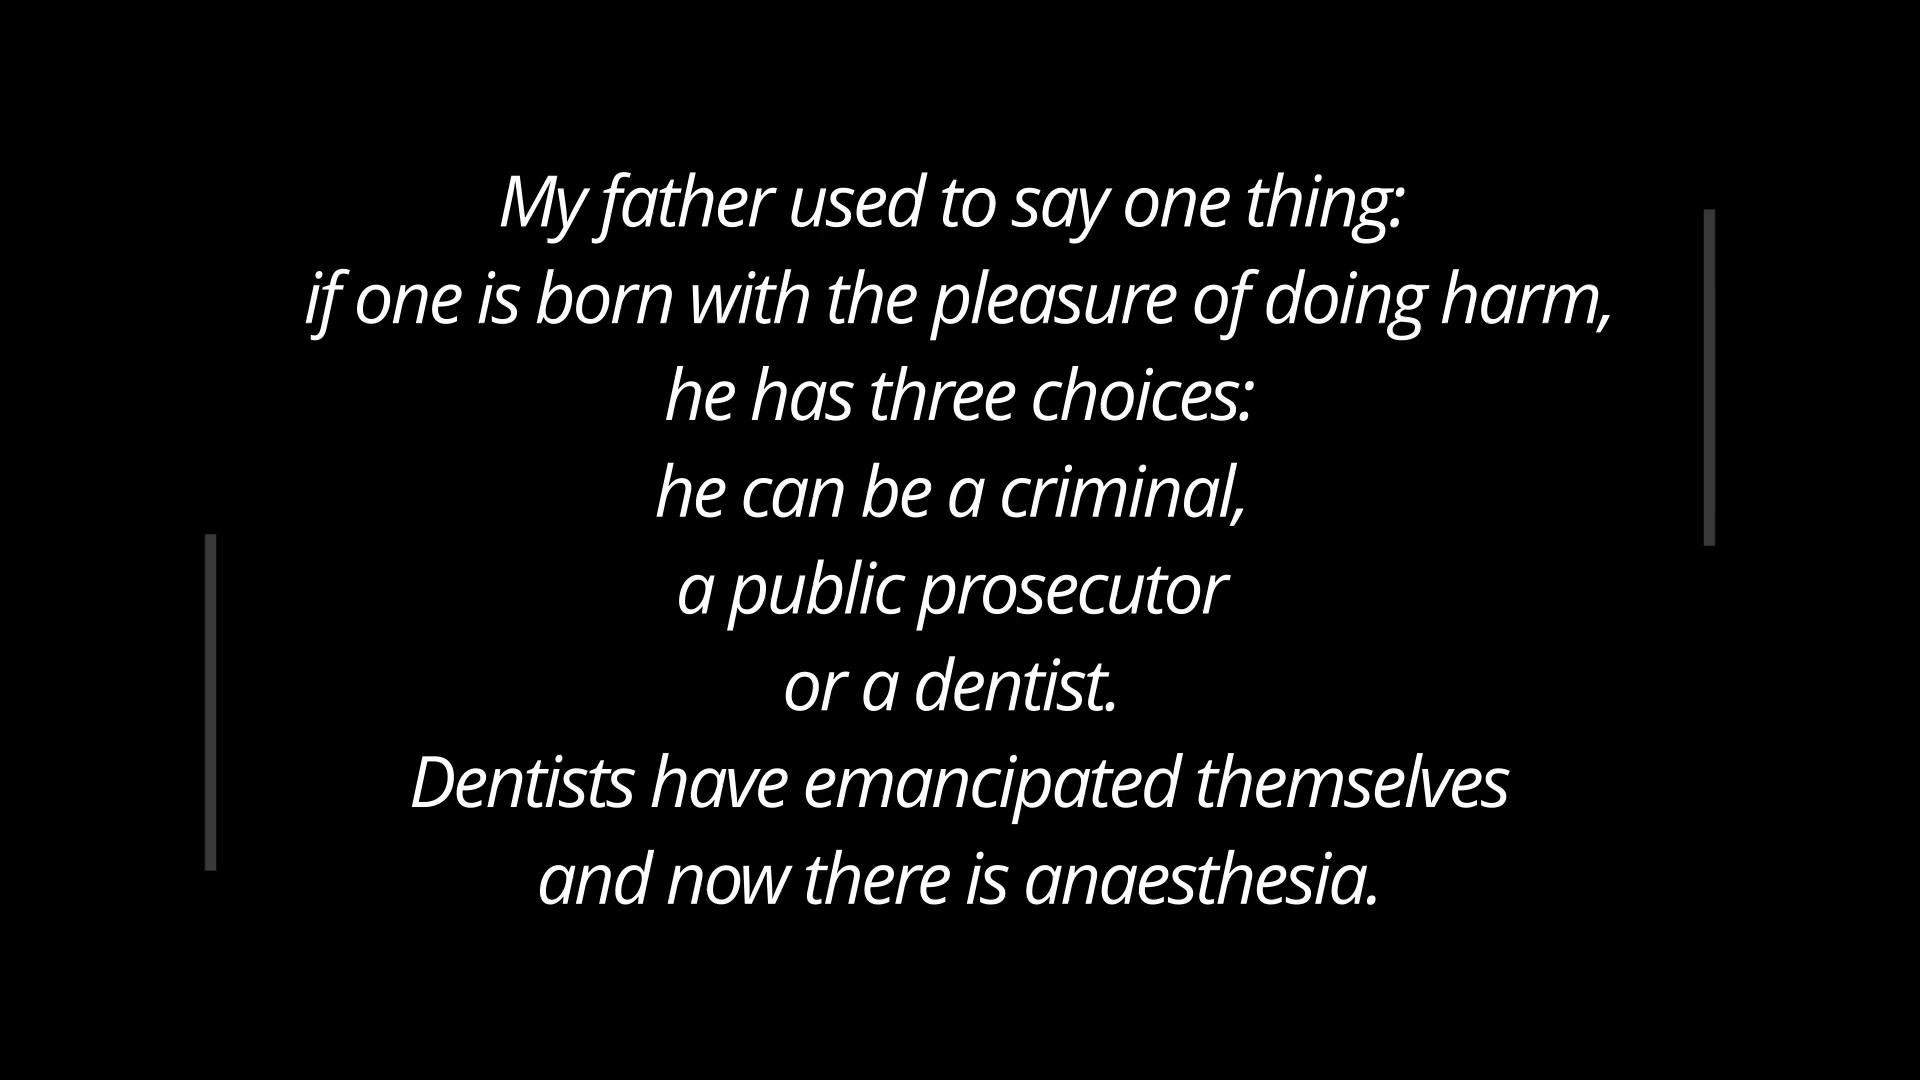 My father used to say one thing:
if one is born with the pleasure of doing harm,
he has three choices:
he can be a criminal,
a public prosecutor
or a dentist.
Dentists have emancipated themselves
and now there is anaesthesia.